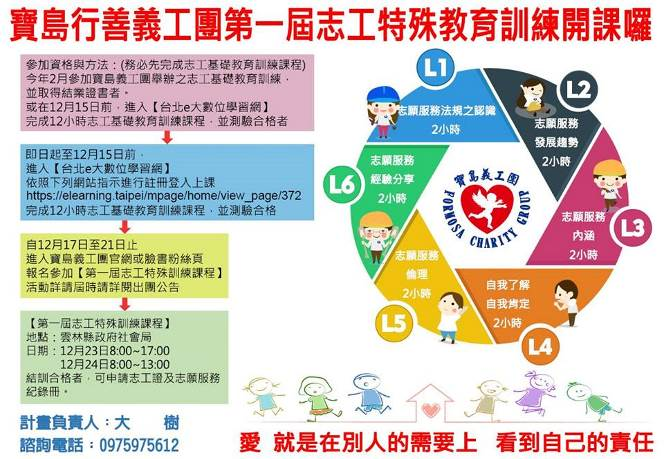 寶島行善義工團第一屆志工特殊教育訓練開課囉
參加資格與方法：(務必先完成志工基礎教育訓練課程)
今年2月參加寶島義工團舉辦之志工基礎教育訓練，
並取得結業證書者。
或在12月15日前，進入【台北e大數位學習網】
完成12小時志工基礎教育訓練課程，並測驗合格者
即日起至12月15日前，
進入【台北e大數位學習網】
依照下列網站指示進行註冊登入上課
https://elearning.taipei/mpage/home/view_page/372
完成12小時志工基礎教育訓練課程，並測驗合格
自12月17日至21日止
進入寶島義工團官網或臉書粉絲頁
報名參加【第一屆志工特殊訓練課程】
活動詳請屆時請詳閱出團公告
【第一屆志工特殊訓練課程】
地點：雲林縣政府社會局
日期：12月23日8:00~17:00
12月24日8:00~13:00
結訓合格者，可申請志工證及志願服務
紀錄冊。
計畫負責人：大 樹
諮詢電話：0975975612
L1
志願服務法規之認識
2小時
L2
志願服務
發展趨勢
2小時
L3
志願服務
內涵
2小時
L4
自我了解
自我肯定
2小時
L5
志願服務
倫理
2小時
L6
志願服務
經驗分享
2小時
寶島義工團
FORMOSA CHARITY GROUP
愛 就是在別人的需要上 看到自己的責任